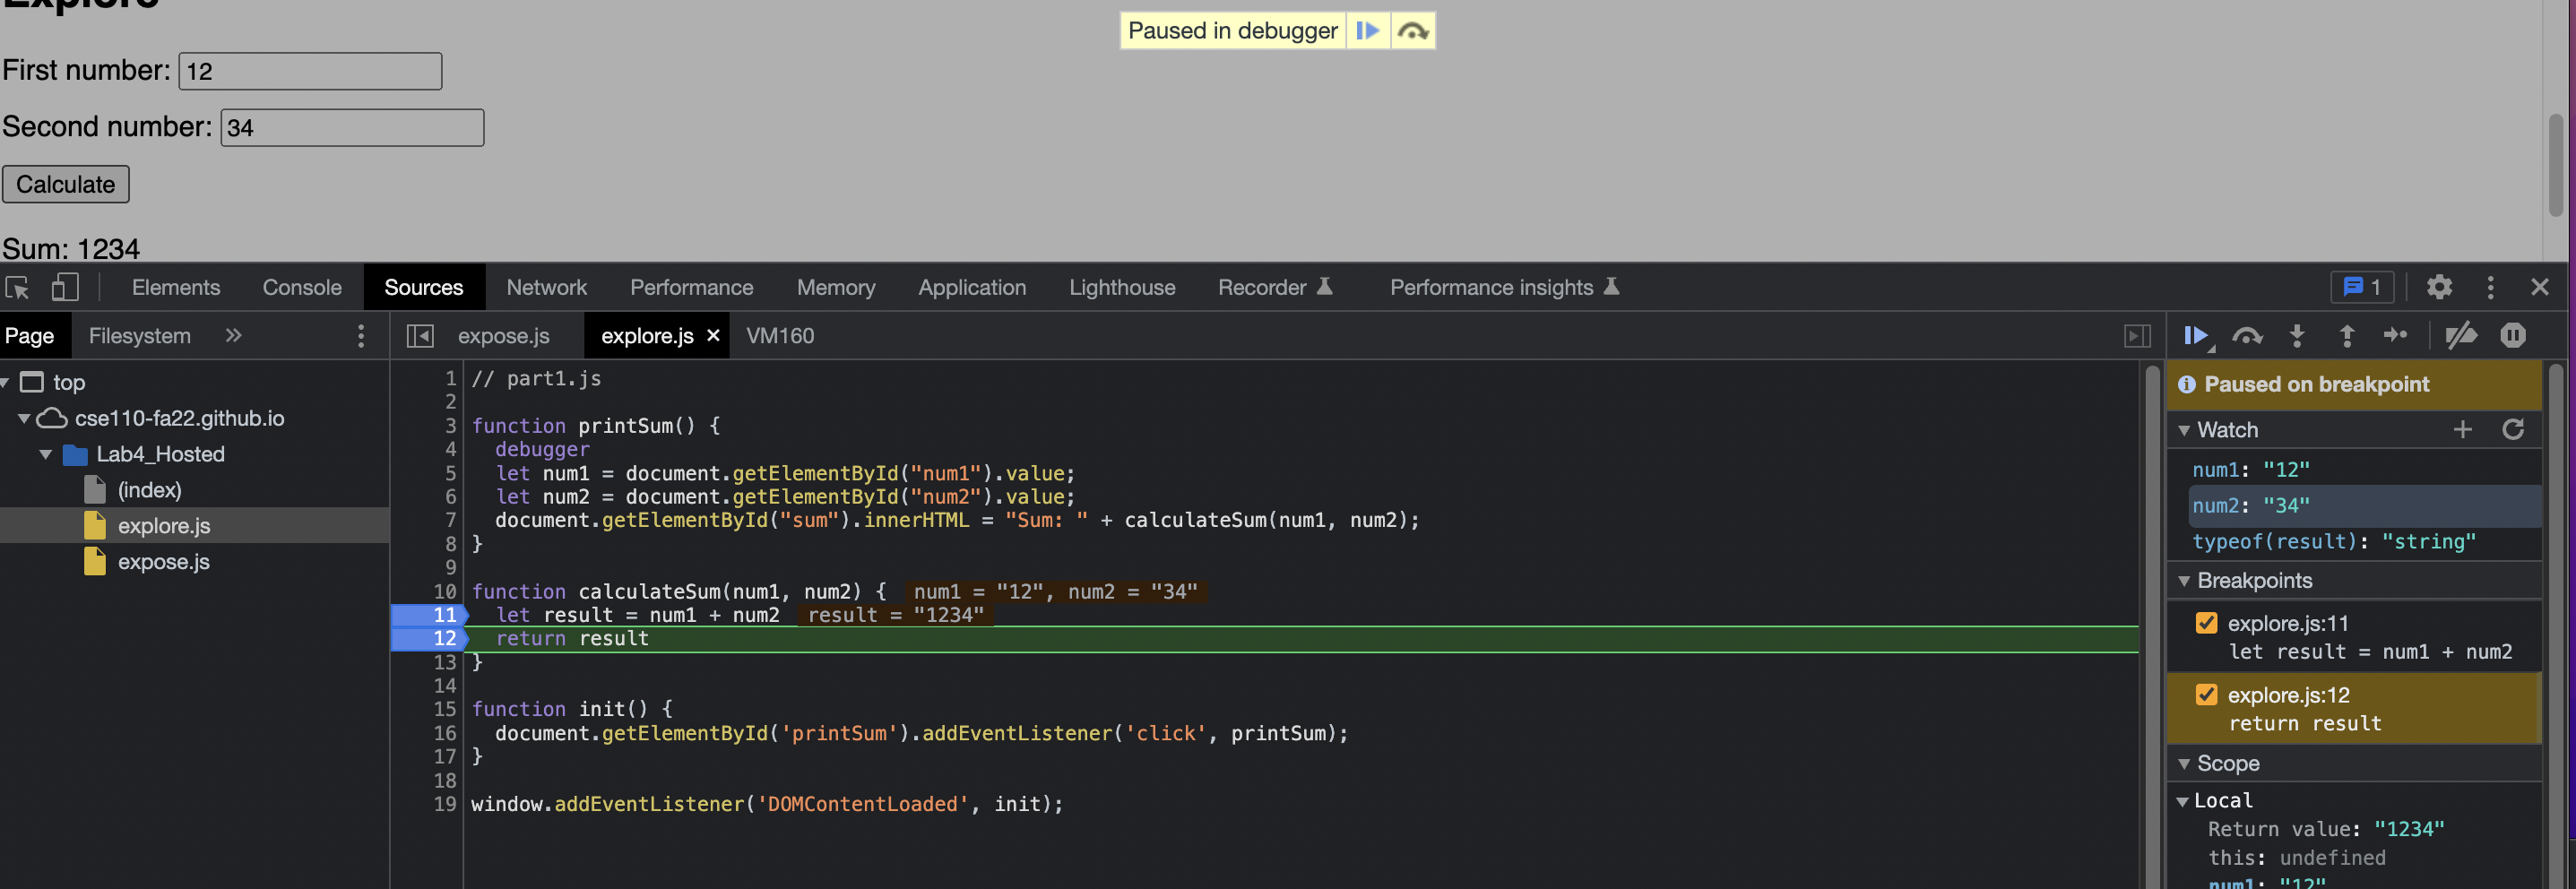 Explore
Paused in debugger
First number: 12
Second number: 34
Calculate
Sum: 1234
Elements Console Sources Network Performance Memory Application Lighthouse Recorder Performance insights 1
Page Filesystem
expose.js explore.js VM160
top
cse110-fa22.github.io
Lab4_Hosted
(index)
explore.js
expose.js
1 // part1.js
2
3 function printSum() {
4 debugger
5 let num1 = document.getElementById("num1").value;
6 let num2 = document.getElementById("num2").value;
7 document.getElementById("sum").innerHTML = "Sum: " + calculateSum(num1, num2);
8 }
9
10 function calculateSum(num1, num2) { num1 = "12", num2 = "34"
11 let result = num1 + num2 result = "1234"
12 return result
13 }
14
15 function init() {
16 document.getElementById('printSum').addEventListener('click', printSum);
17 }
18
19 window.addEventListener('DOMContentLoaded', init);
Paused on breakpoint
Watch
num1: "12"
num2: "34"
typeof(result): "string"
Breakpoints
explore.js:11
let result = num1 + num2
explore.js:12
return result
Scope
Local
Return value: "1234"
this: undefined
num1: "12"